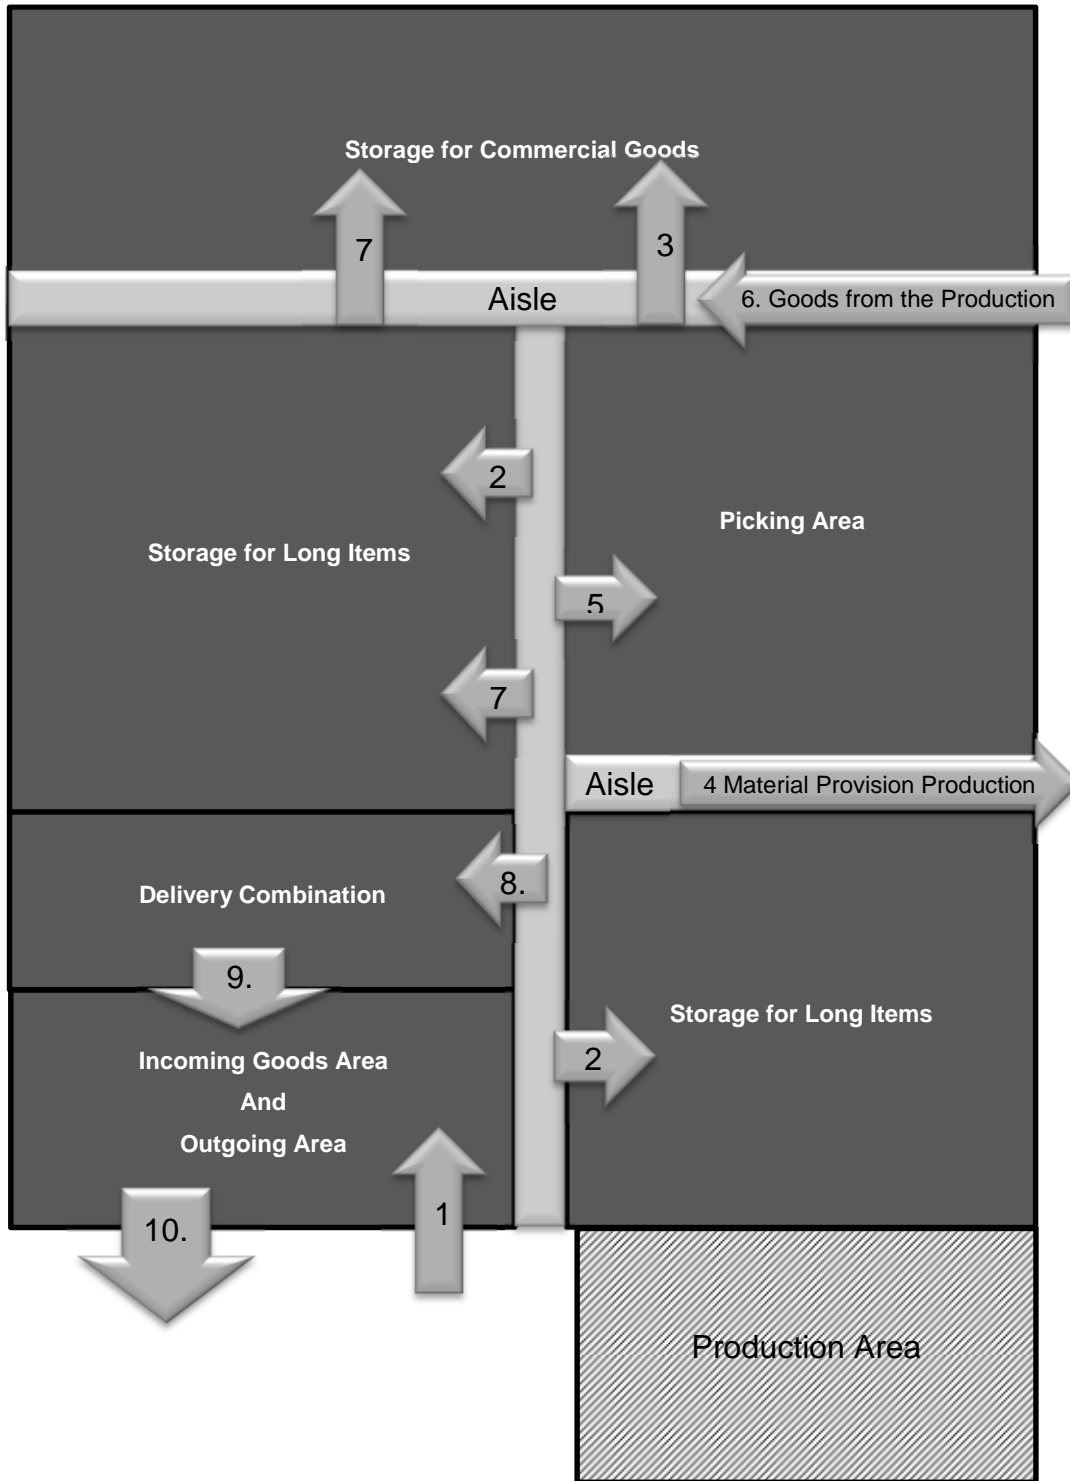 Storage for Commercial Goods
7
3
Aisle
6. Goods from the Production
2
Picking Area
Storage for Long Items
5
7
Aisle
4 Material Provision Production
8.
Delivery Combination
9.
Storage for Long Items
2
Incoming Goods Area
And
Outgoing Area
1
10.
Production Area